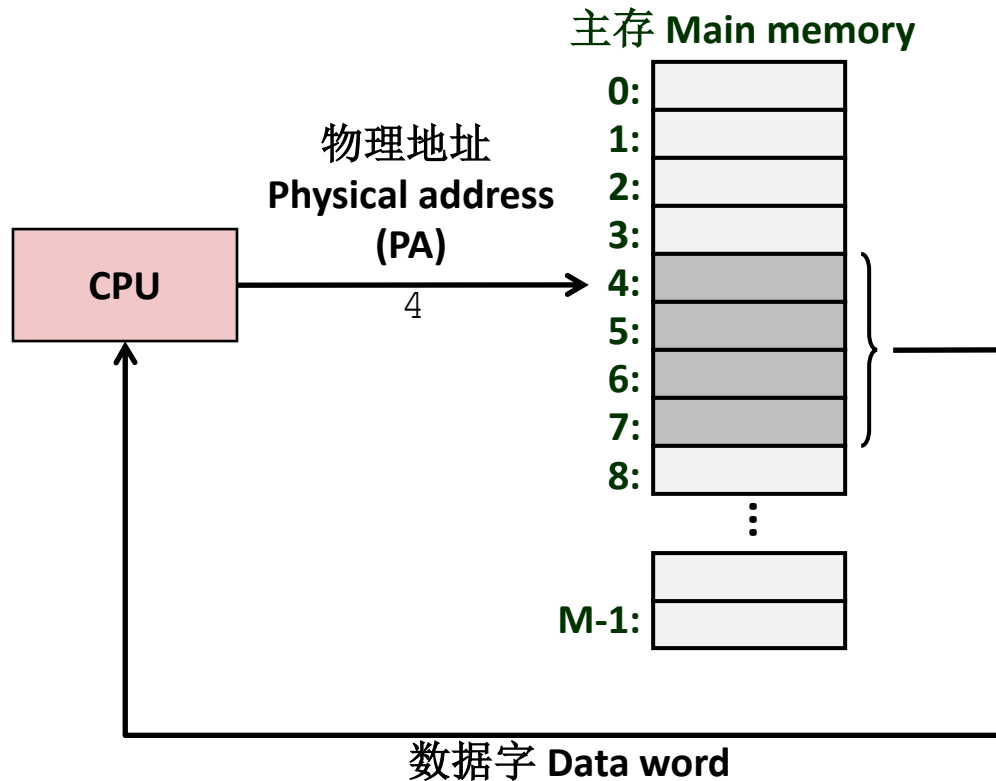 主存 Main memory
0:
1:
2:
3:
4:
5:
6:
7:
8:
⋮
M-1:
物理地址
Physical address
(PA)
4
CPU
数据字 Data word